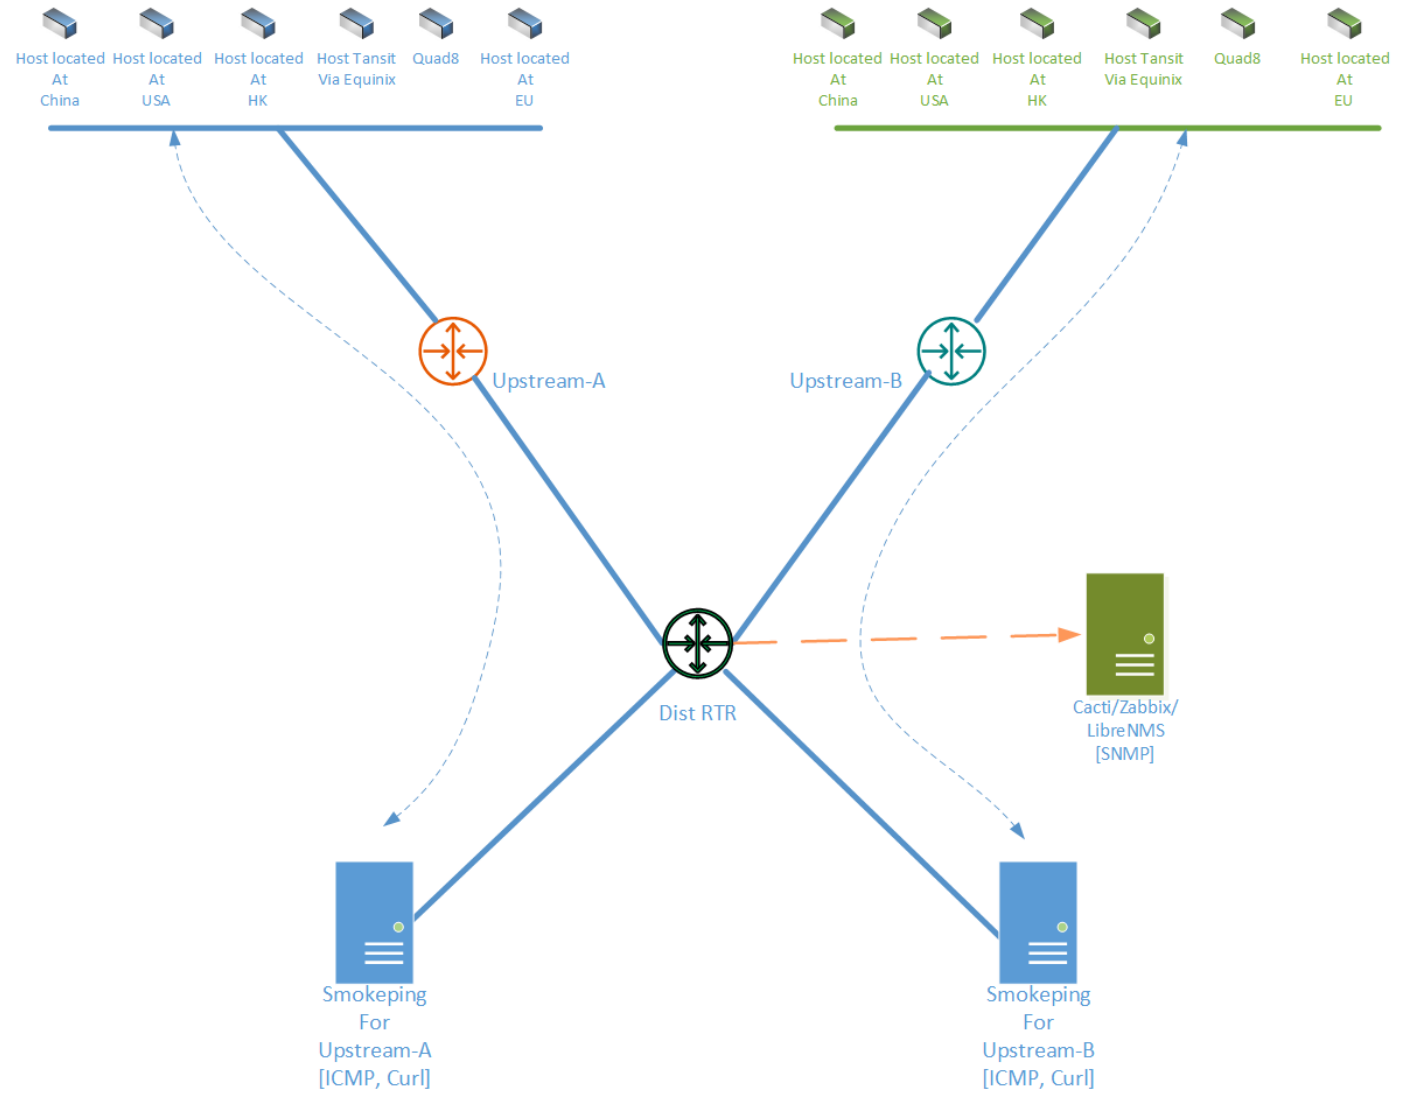 Host located
At
China
Host located
At
USA
Host located
At
HK
Host Tansit
Via Equinix
Quad8
Host located
At
EU
Host located
At
China
Host located
At
USA
Host located
At
HK
Host Tansit
Via Equinix
Quad8
Host located
At
EU
Upstream-A
Upstream-B
Dist RTR
Cacti/Zabbix/
LibreNMS
[SNMP]
Smokeping
For
Upstream-A
[ICMP, Curl]
Smokeping
For
Upstream-B
[ICMP, Curl]